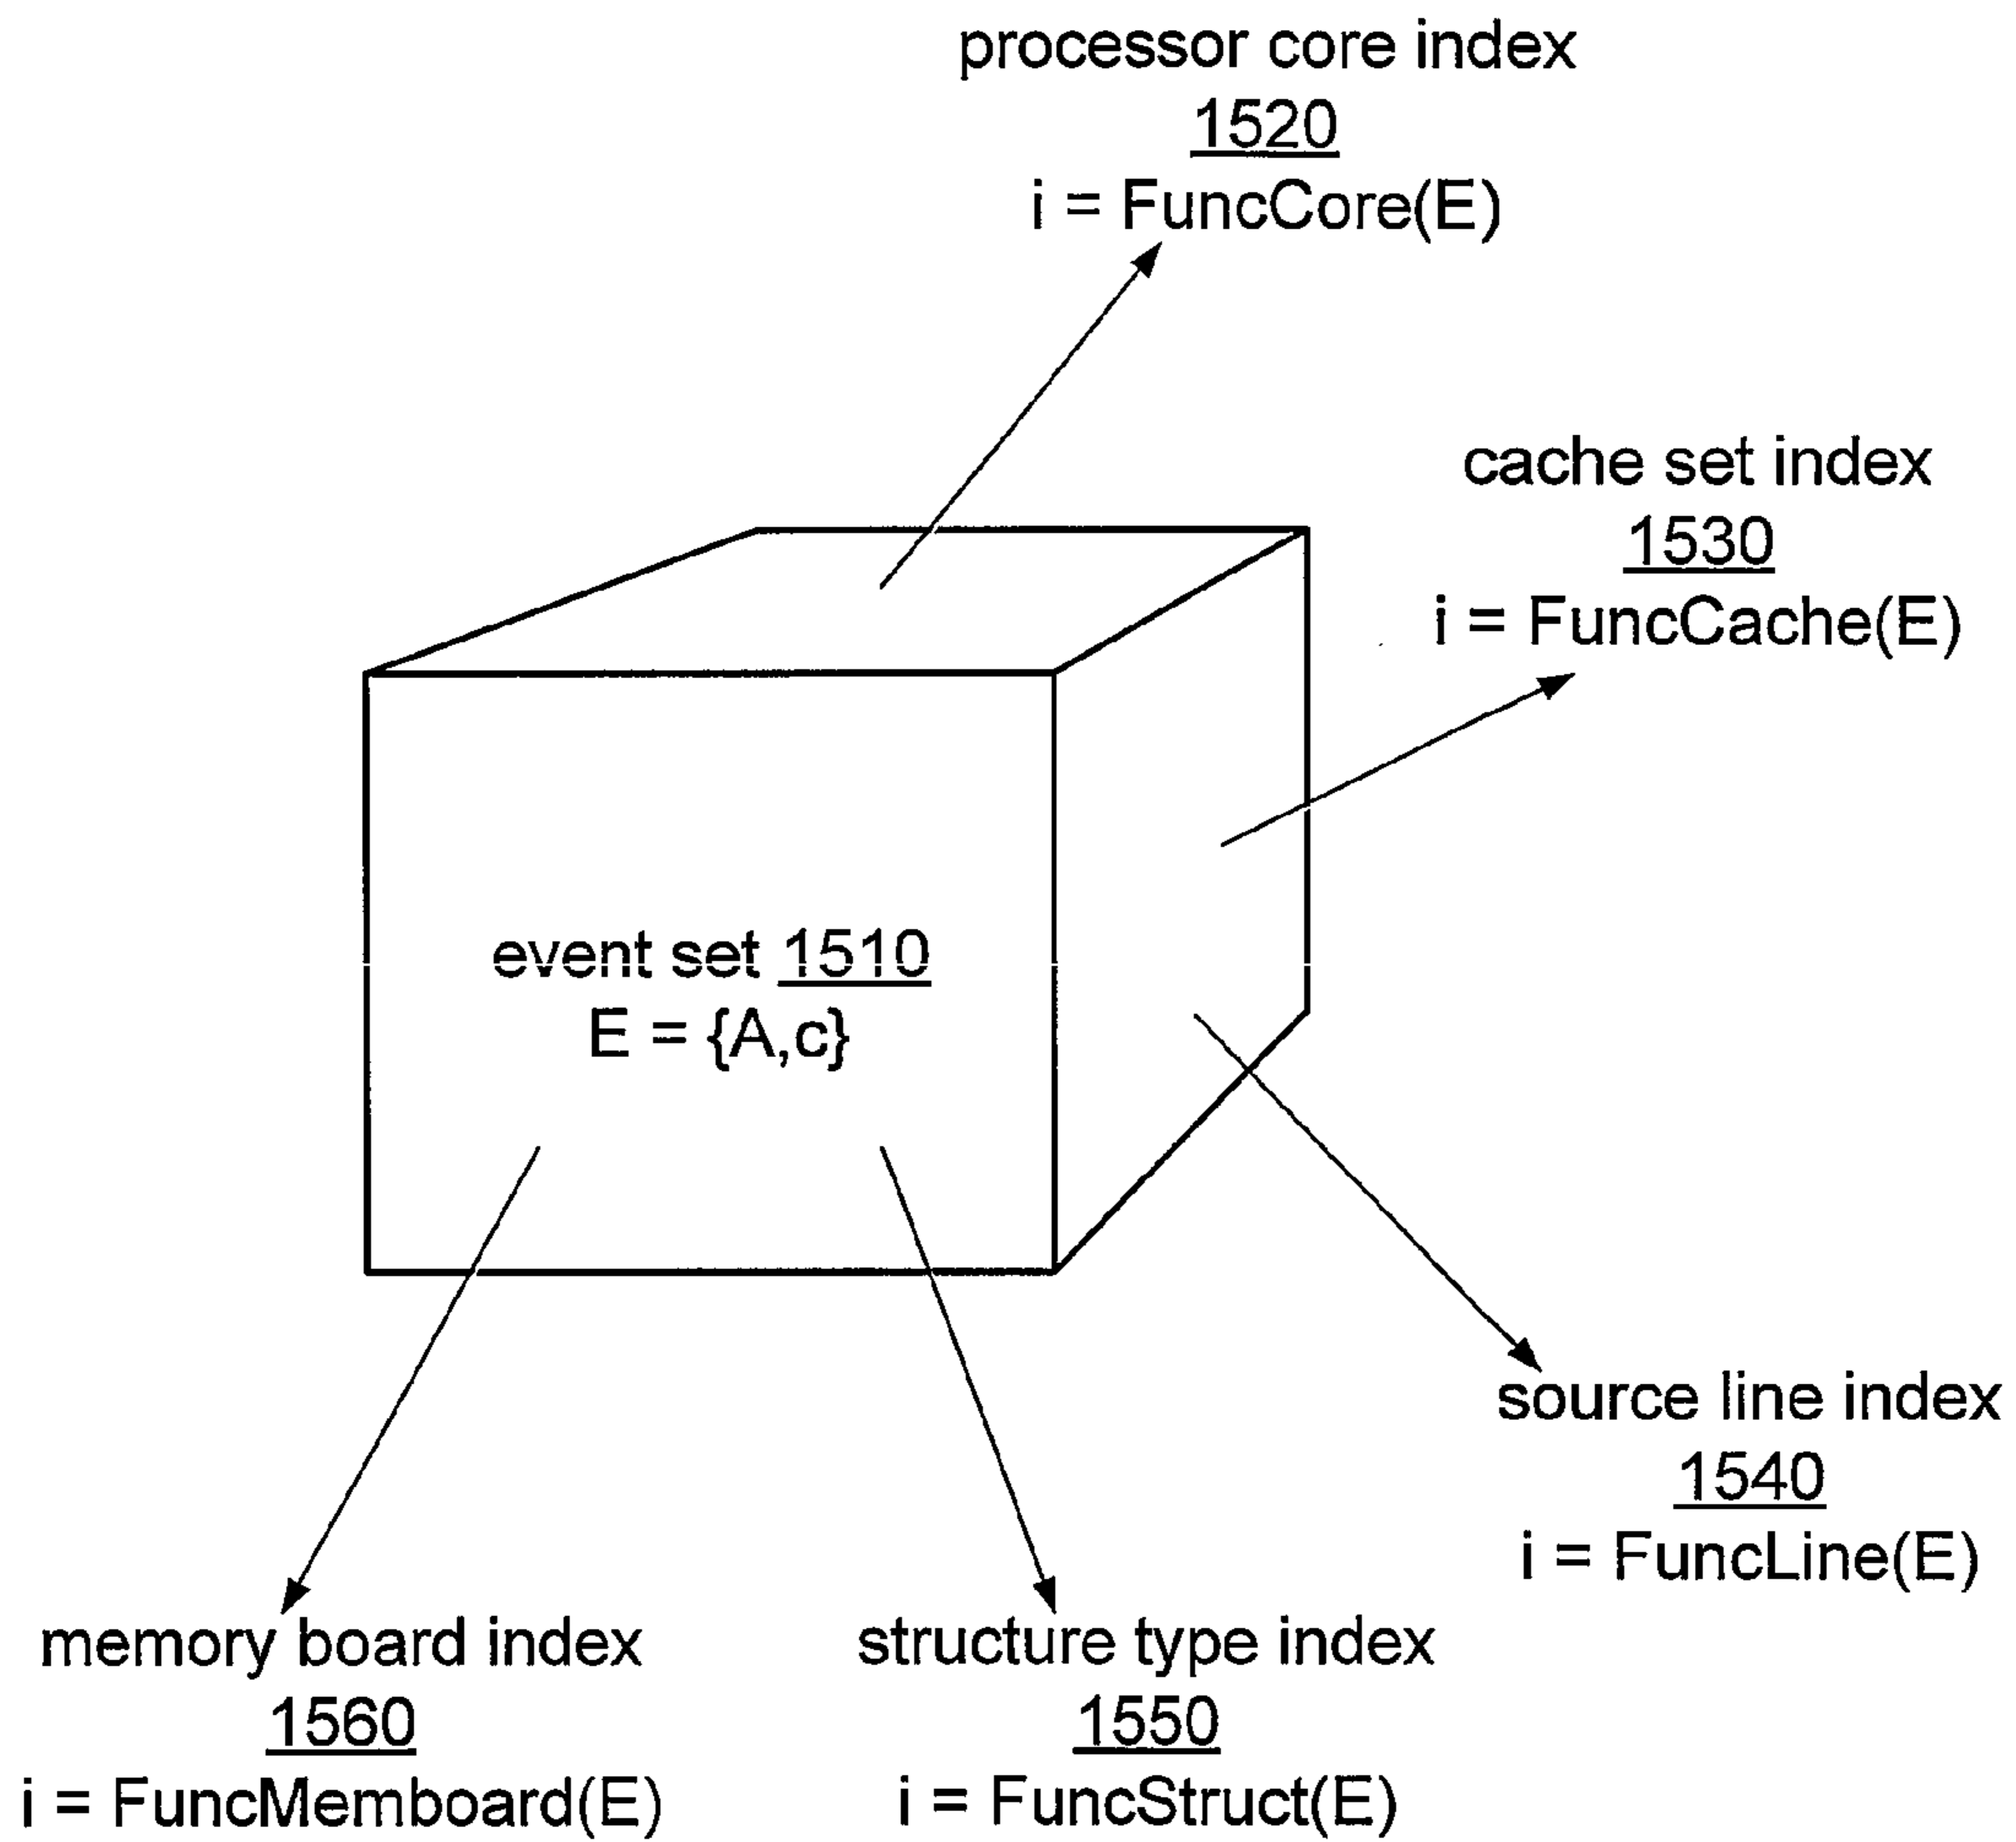 processor core index
1520
i = FuncCore(E)
cache set index
1530
i = FuncCache(E)
event set 1510
E = {A,c}
source line index
1540
i = FuncLine(E)
memory board index
1560
i = FuncMemboard(E)
structure type index
1550
i = FuncStruct(E)